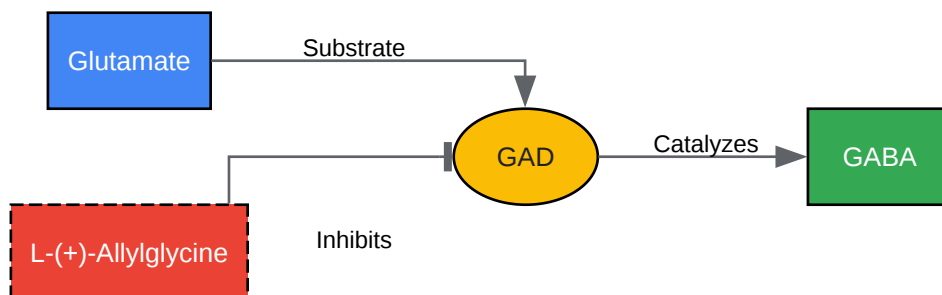 Glutamate
Substrate
GAD
Catalyzes
GABA
L-(+)-Allylglycine
Inhibits